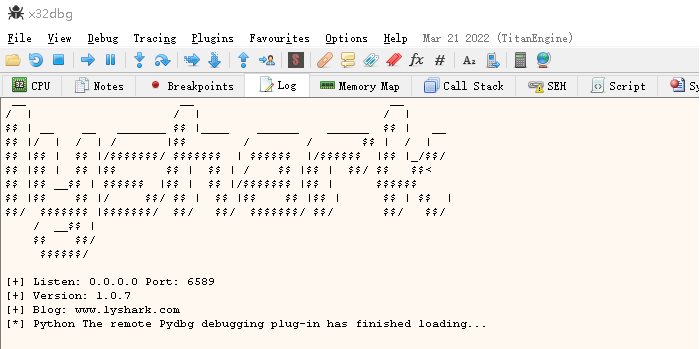 x32dbg
File View Debug Tracing Plugins Favourites Options Help Mar 21 2022 (TitanEngine)
CPU Notes Breakpoints Log Memory Map Call Stack SEH Script Sy
[+] Listen: 0.0.0.0 Port: 6589
[+] Version: 1.0.7
[+] Blog: www.lyshark.com
[*] Python The remote Pydbg debugging plug-in has finished loading...